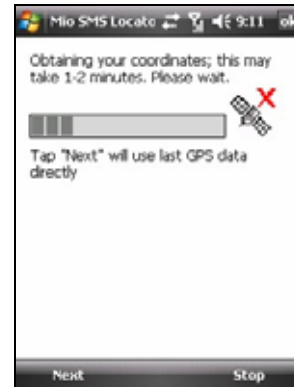 Mio SMS Locato 9:11 ok
Obtaining your coordinates; this may
take 1-2 minutes. Please wait.
Tap "Next" will use last GPS data
directly
Next Stop